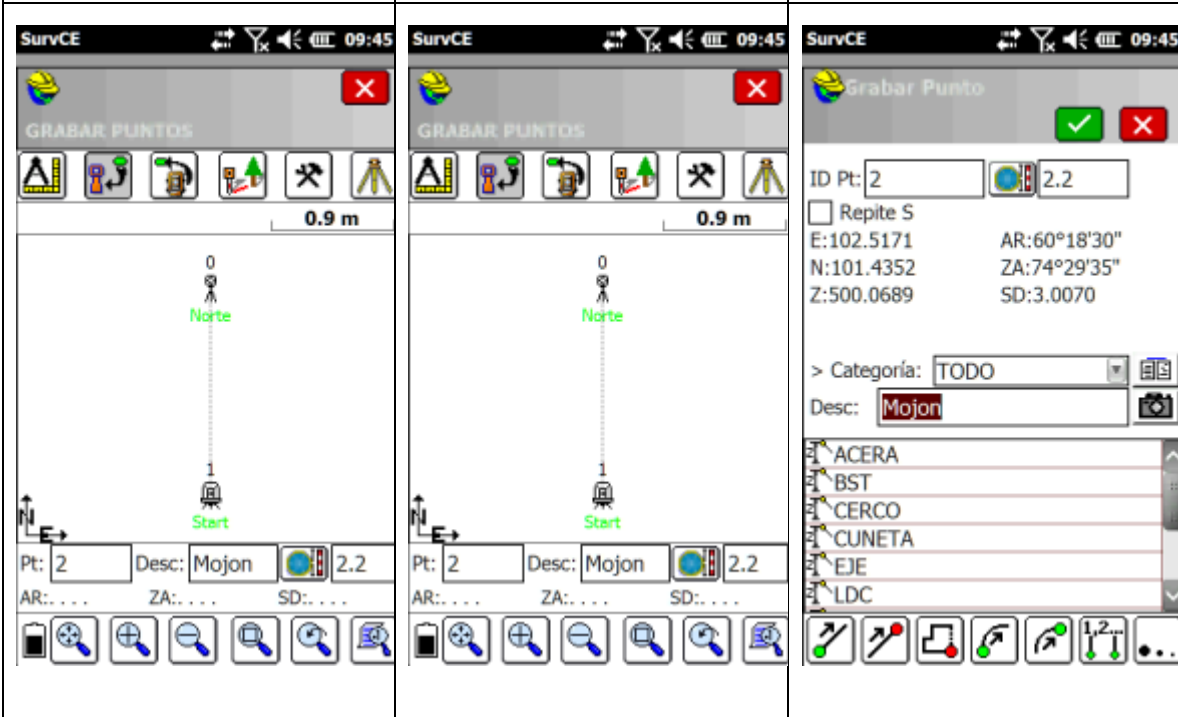 SurvCE 09:45
GRABAR PUNTOS
0.9 m
0
Norte
1
Start
N
E
Pt: 2 Desc: Mojon 2.2
AR:. . . . ZA:. . . . SD:. . . .
SurvCE 09:45
GRABAR PUNTOS
0.9 m
0
Norte
1
Start
N
E
Pt: 2 Desc: Mojon 2.2
AR:. . . . ZA:. . . . SD:. . . .
SurvCE 09:45
Grabar Punto
ID Pt: 2 2.2
Repite S
E:102.5171 AR:60°18'30"
N:101.4352 ZA:74°29'35"
Z:500.0689 SD:3.0070
> Categoría: TODO
Desc: Mojon
ACERA
BST
CERCO
CUNETA
EJE
LDC
1,2...